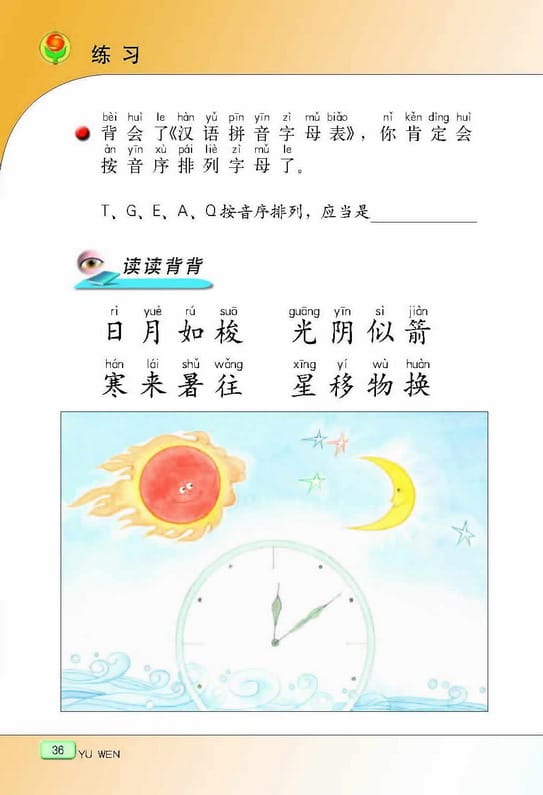 练习
bèi huì le hàn yǔ pīn yīn zì mǔ biǎo nǐ kěn dìng huì
背会了《汉语拼音字母表》，你肯定会
àn yīn xù pái liè zì mǔ le
按音序排列字母了。
T、G、E、A、Q按音序排列，应当是
读读背背
rì yuè rú suō guāng yīn sì jiàn
日月如梭 光阴似箭
hán lái shǔ wǎng xīng yí wù huàn
寒来暑往 星移物换
36 YU WEN